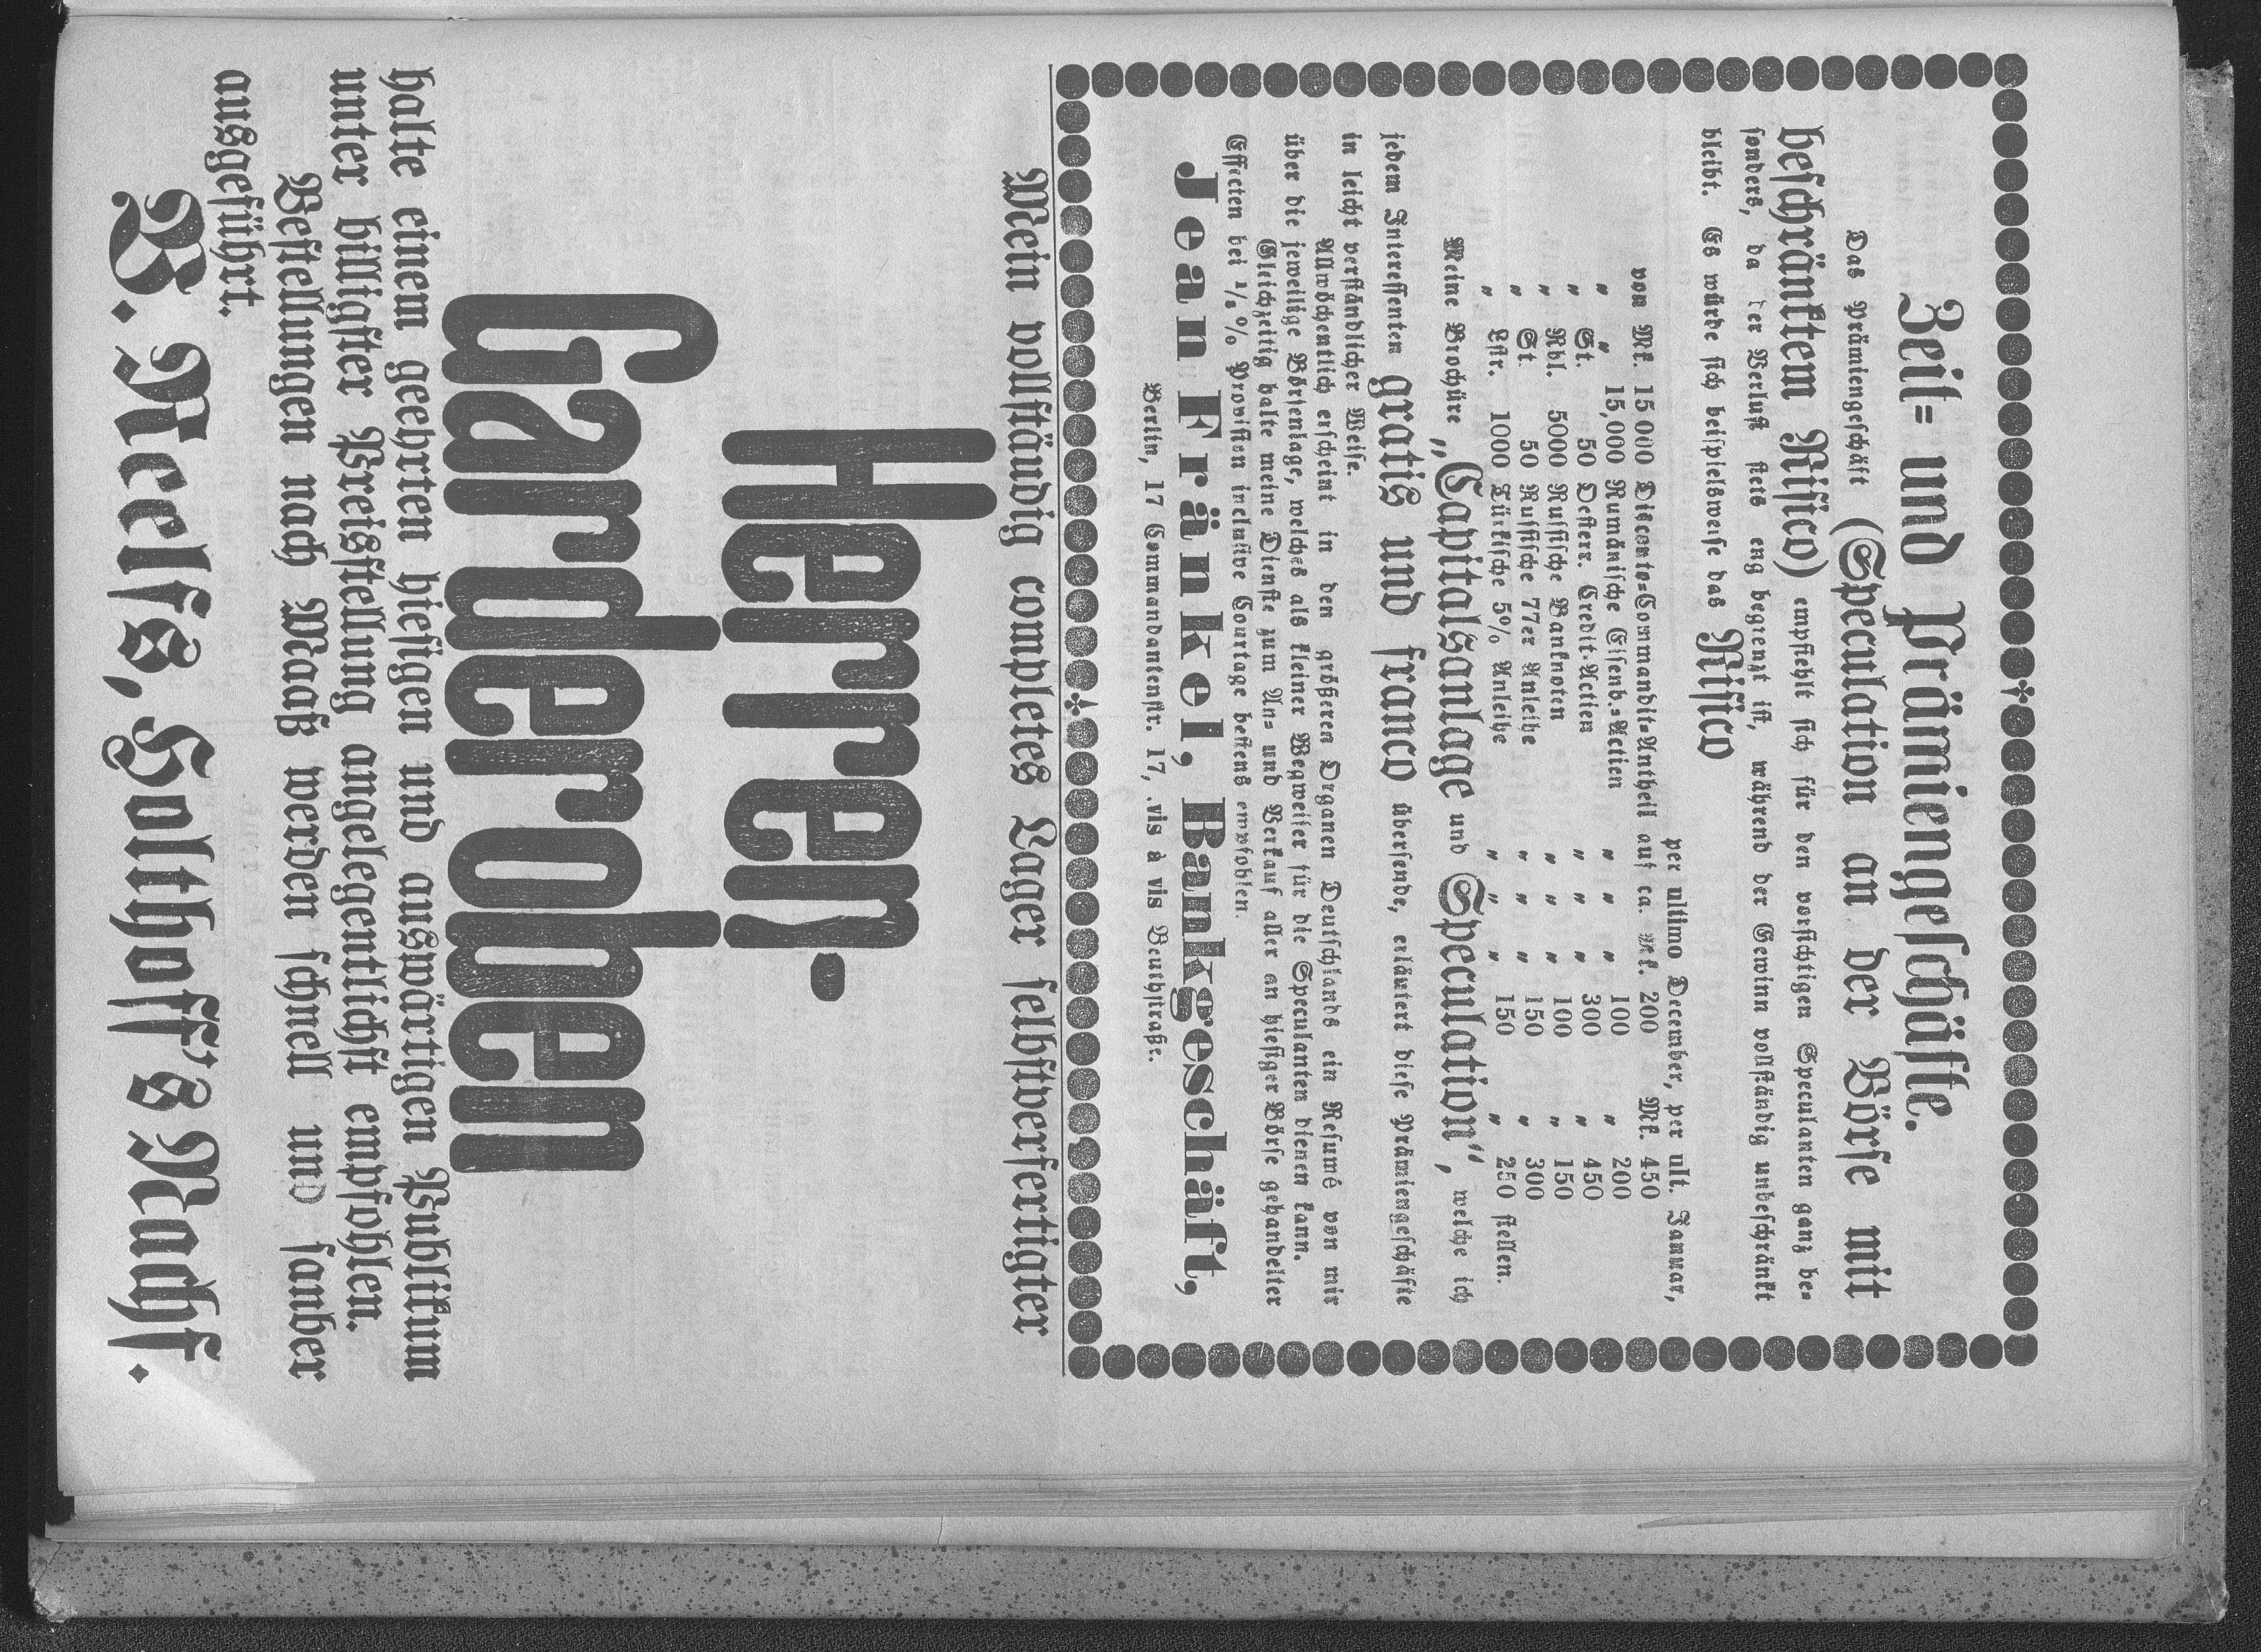 Zeit= und Prämiengeschäfte.
Das Prämiengeschäft (Speculation an der Börse mit
beschränktem Risico) empfiehlt sich für den vorsichtigen Speculanten ganz be-
sonders, da der Verlust stets eng begrenzt ist, während der Gewinn vollständig unbeschränkt
bleibt. Es würde sich beispielsweise das Risico
per ultimo December, per ult. Januar,
von Mk. 15 000 Disconto=Commandit=Antheil auf ca. Mk. 200 Mk. 450
" " 15,000 Rumänische Eisenb.=Actien " " " 100 " 200
" St. 50 Oesterr. Credit-Actien " " " 300 " 450
" Rbl. 5000 Russische Banknoten " " " 100 " 150
" St 50 Russische 77er Anleihe " " " 150 " 300
" Lstr. 1000 Türkische 5% Anleihe " " " 150 " 250 stellen.
Meine Brochüre „Capitalsanlage und Speculation“, welche ich
jedem Interessenten gratis und franco übersende, erläutert diese Prämiengeschäfte
in leicht verständlicher Weise.
Allwöchentlich erscheint in den größeren Organen Deutschlands ein Resumé von mir
über die jeweilige Börsenlage, welches als kleiner Wegweiser für die Speculanten dienen kann.
Gleichzeitig halte meine Dienste zum An= und Verkauf aller an hiesiger Börse gehandelter
Effecten bei 1/8 % Provision inclusive Courtage bestens empfohlen.
Jean Fränkel, Bankgeschäft,
Berlin, 17 Commandantenstr. 17, vis à vis Beuthstraße.
Mein vollständig completes Lager selbstverfertigter
Herren-
Garderoben
halte einem geehrten hiesigen und auswärtigen Publikum
unter billigster Preisstellung angelegentlichst empfohlen.
Bestellungen nach Maaß werden schnell und sauber
ausgeführt.
B. Reelfs, Holthoff's Nachf.